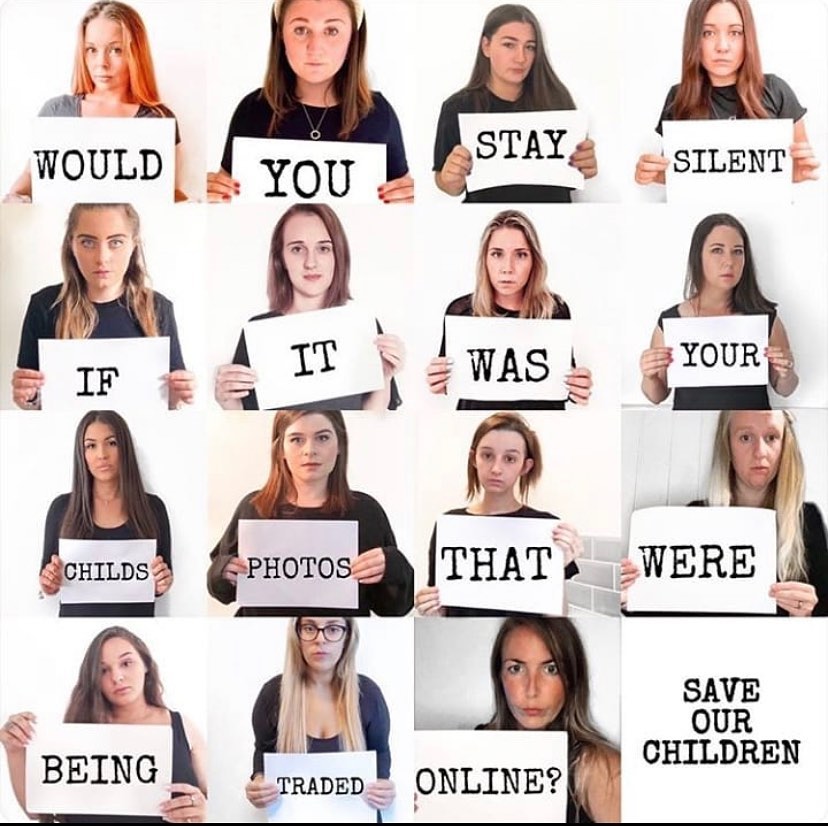 WOULD
YOU
STAY
SILENT
IF
IT
WAS
YOUR
CHILDS
PHOTOS
THAT
WERE
BEING
TRADED
ONLINE?
SAVE
OUR
CHILDREN